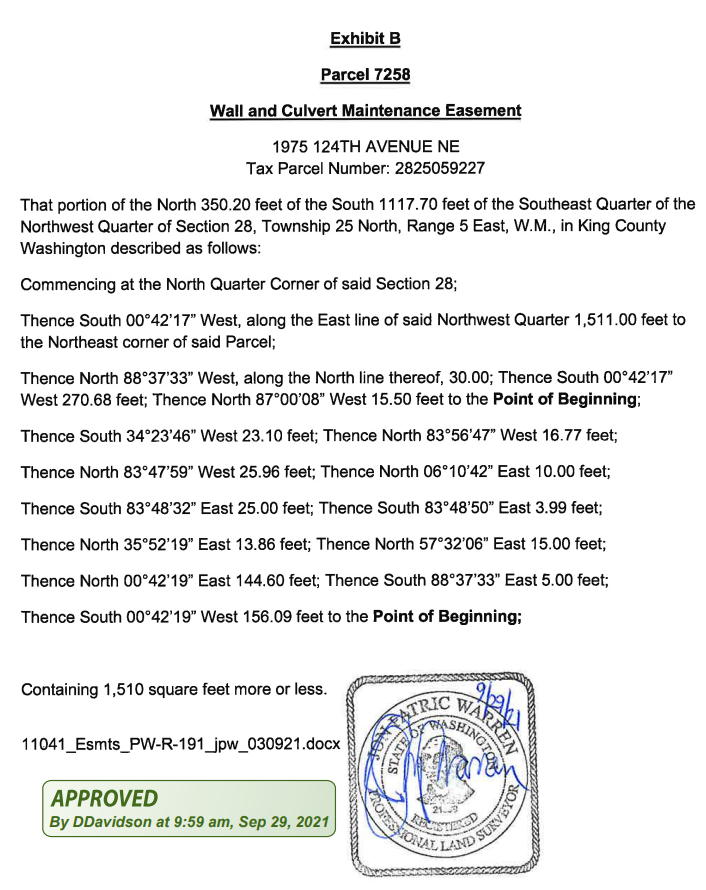 Exhibit B
Parcel 7258
Wall and Culvert Maintenance Easement
1975 124TH AVENUE NE
Tax Parcel Number: 2825059227
That portion of the North 350.20 feet of the South 1117.70 feet of the Southeast Quarter of the
Northwest Quarter of Section 28, Township 25 North, Range 5 East, W.M., in King County
Washington described as follows:
Commencing at the North Quarter Corner of said Section 28;
Thence South 00°42'17" West, along the East line of said Northwest Quarter 1,511.00 feet to
the Northeast corner of said Parcel;
Thence North 88°37'33" West, along the North line thereof, 30.00; Thence South 00°42'17"
West 270.68 feet; Thence North 87°00'08" West 15.50 feet to the Point of Beginning;
Thence South 34°23'46" West 23.10 feet; Thence North 83°56'47" West 16.77 feet;
Thence North 83°47'59" West 25.96 feet; Thence North 06°10'42" East 10.00 feet;
Thence South 83°48'32" East 25.00 feet; Thence South 83°48'50" East 3.99 feet;
Thence North 35°52'19" East 13.86 feet; Thence North 57°32'06" East 15.00 feet;
Thence North 00°42'19" East 144.60 feet; Thence South 88°37'33" East 5.00 feet;
Thence South 00°42'19" West 156.09 feet to the Point of Beginning;
Containing 1,510 square feet more or less.
9/29/21
JON PATRIC WARREN
STATE OF WASHINGTON
REGISTERED
PROFESSIONAL LAND SURVEYOR
11041_Esmts_PW-R-191_jpw_030921.docx
APPROVED
By DDavidson at 9:59 am, Sep 29, 2021